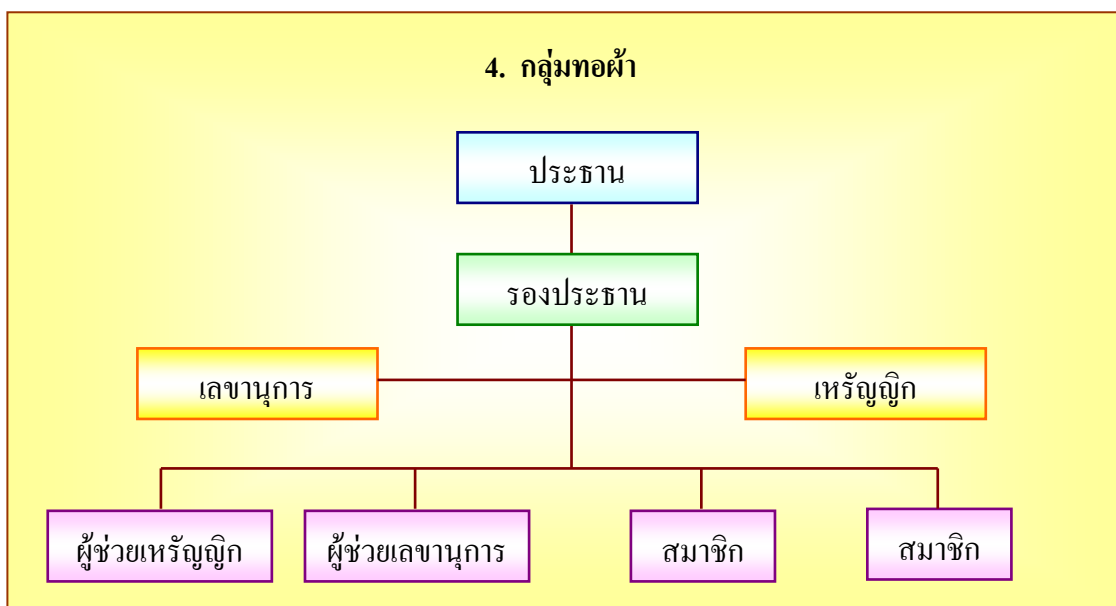 4. กลุ่มทอผ้า
ประธาน
รองประธาน
เลขานุการ
เหรัญญิก
ผู้ช่วยเหรัญญิก
ผู้ช่วยเลขานุการ
สมาชิก
สมาชิก